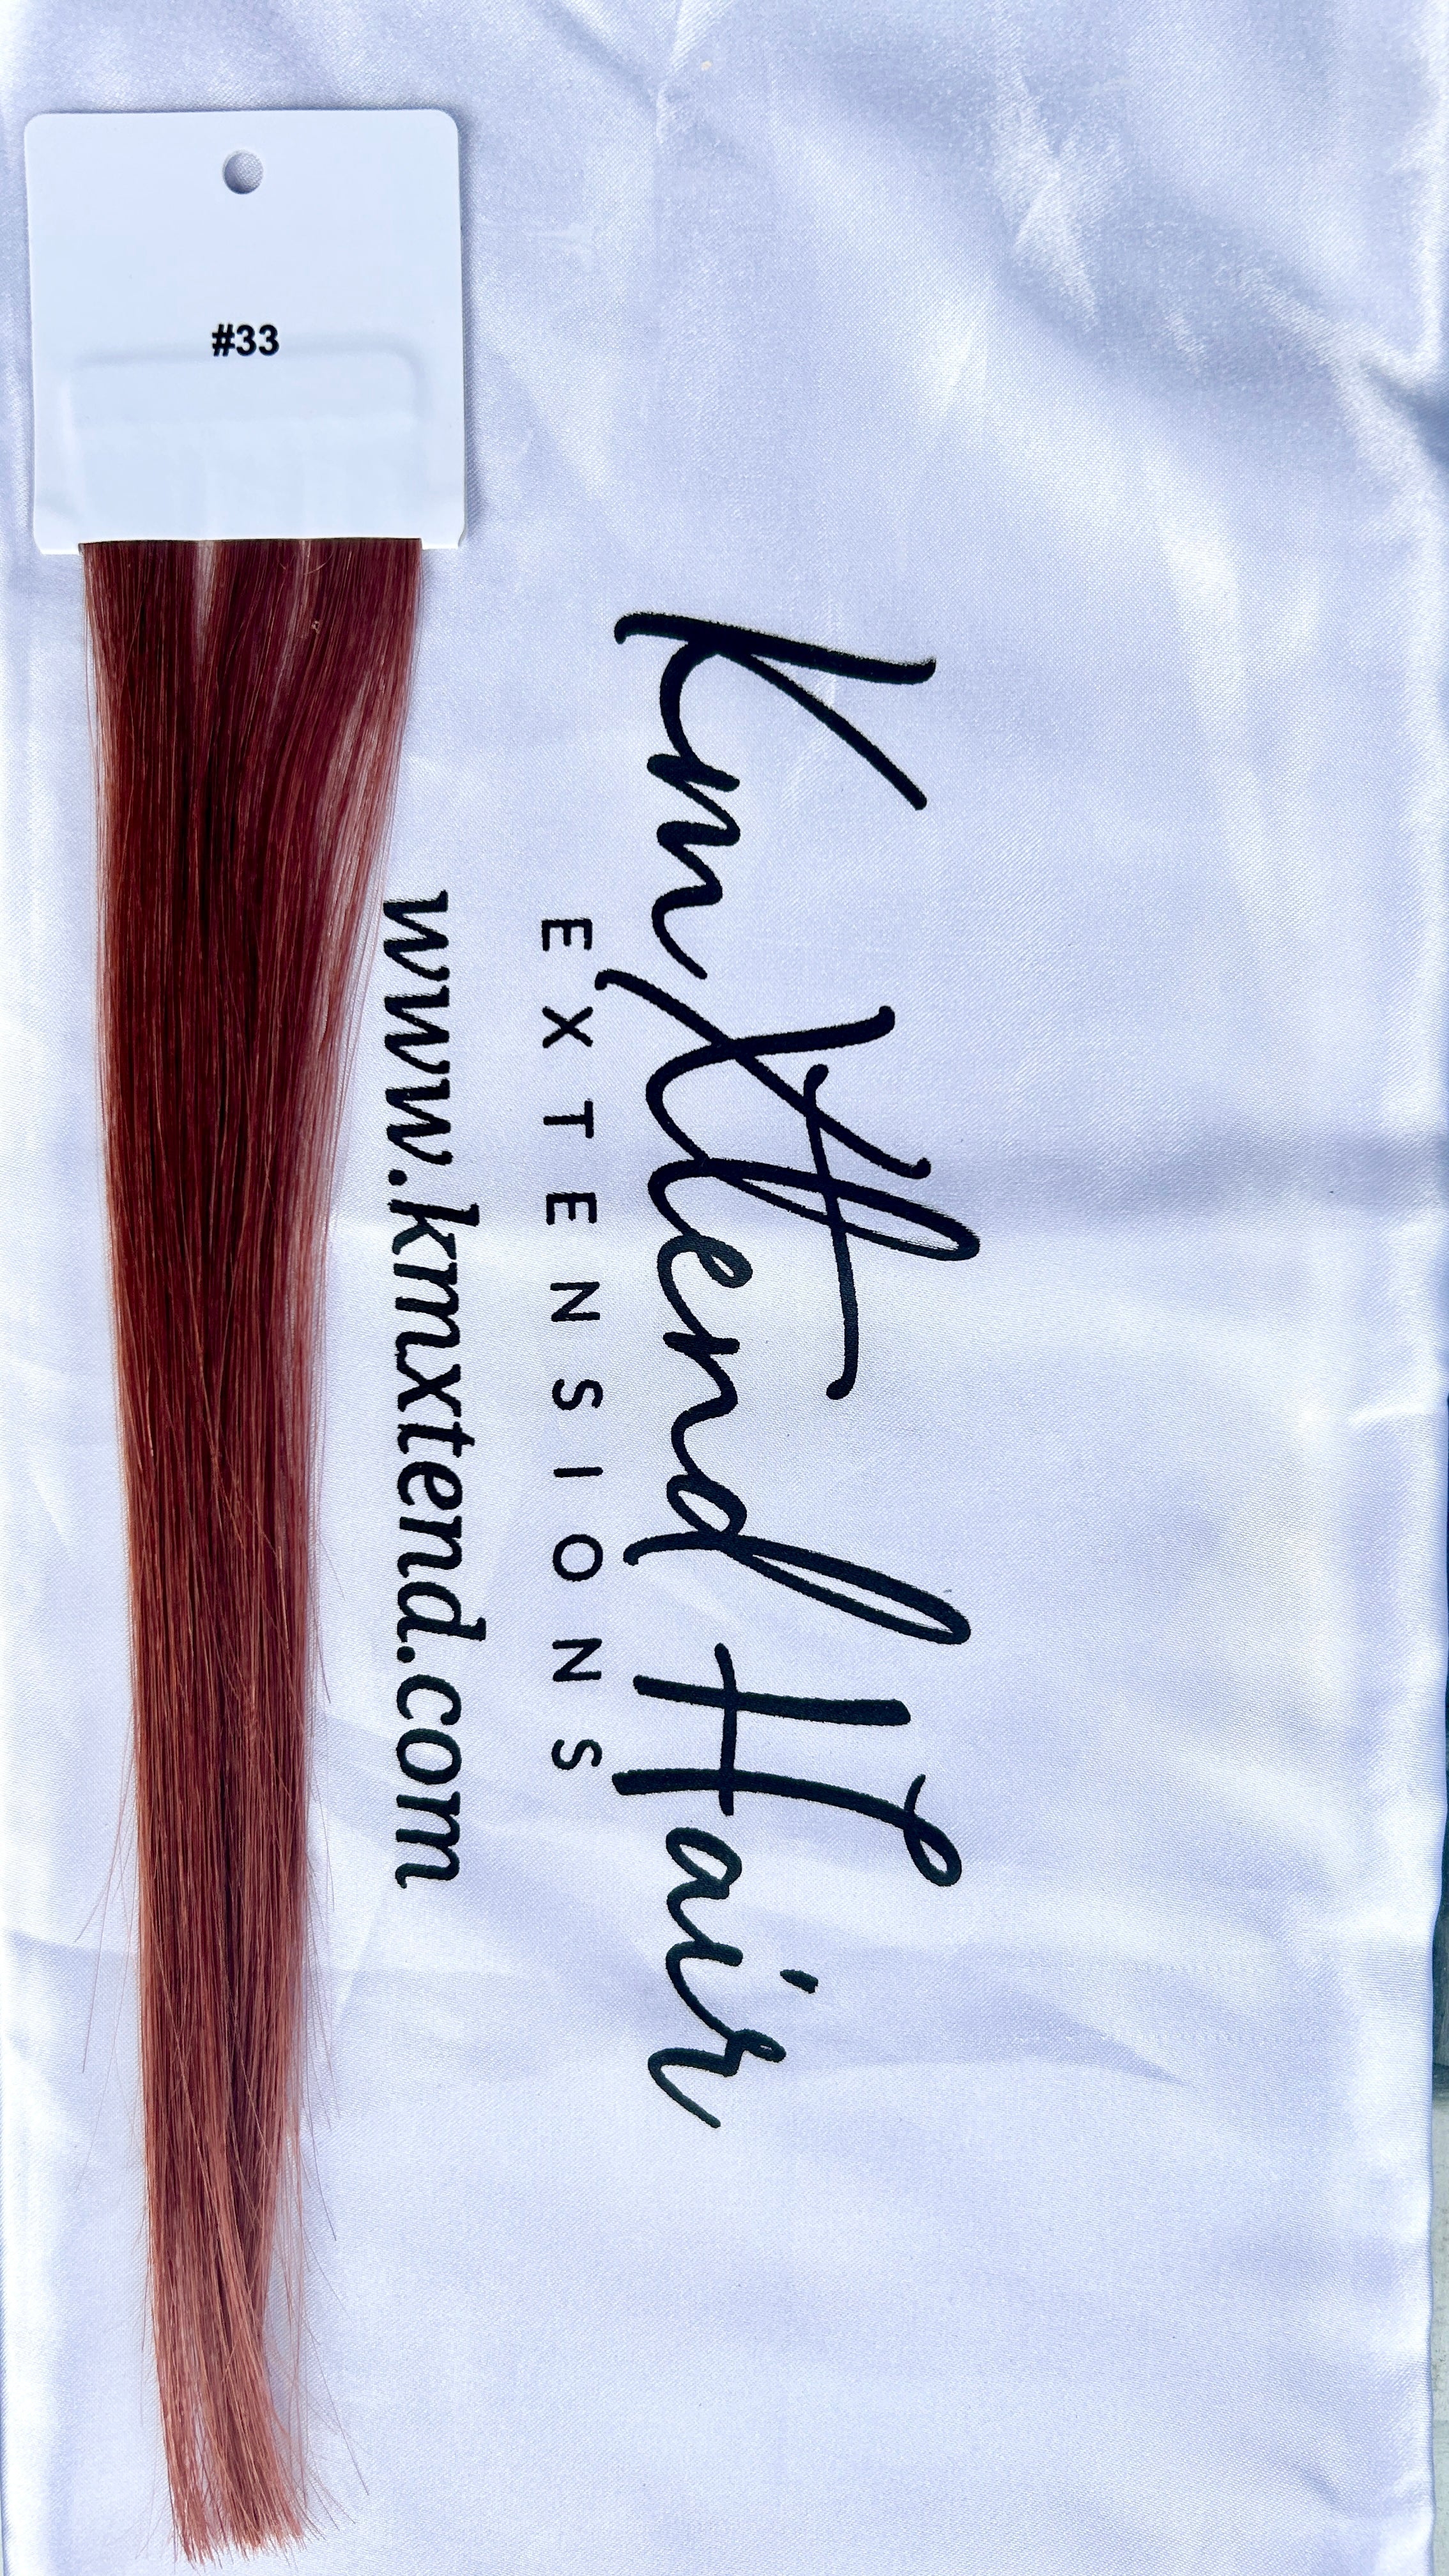 #33
KmXtend Hair
EXTENSIONS
www.kmxtend.com